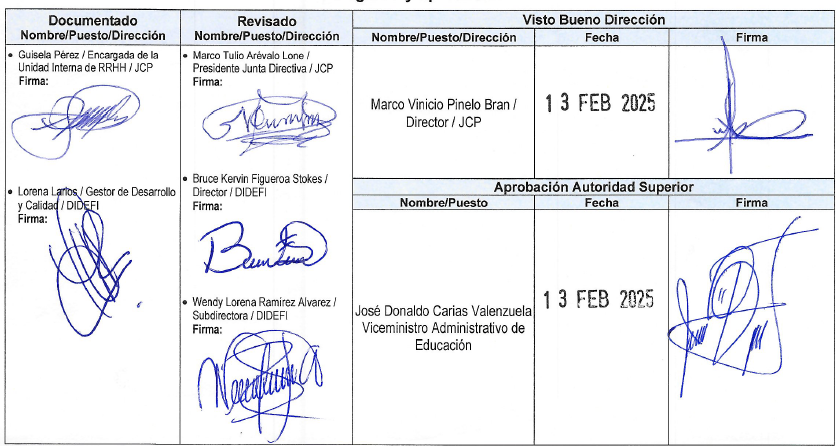 Documentado
Nombre/Puesto/Dirección
• Guisela Pérez / Encargada de la
Unidad Interna de RRHH / JCP
Firma:
• Lorena Larios / Gestor de Desarrollo
y Calidad / DIDEFI
Firma:
Revisado
Nombre/Puesto/Dirección
• Marco Tulio Arévalo Lone /
Presidente Junta Directiva / JCP
Firma:
• Bruce Kervin Figueroa Stokes /
Director / DIDEFI
Firma:
• Wendy Lorena Ramirez Alvarez /
Subdirectora / DIDEFI
Firma:
Visto Bueno Dirección
Nombre/Puesto/Dirección
Fecha
Firma
Marco Vinicio Pinelo Bran /
Director / JCP
13 FEB 2025
Aprobación Autoridad Superior
Nombre/Puesto
Fecha
Firma
José Donaldo Carias Valenzuela
Viceministro Administrativo de
Educación
13 FEB 2025